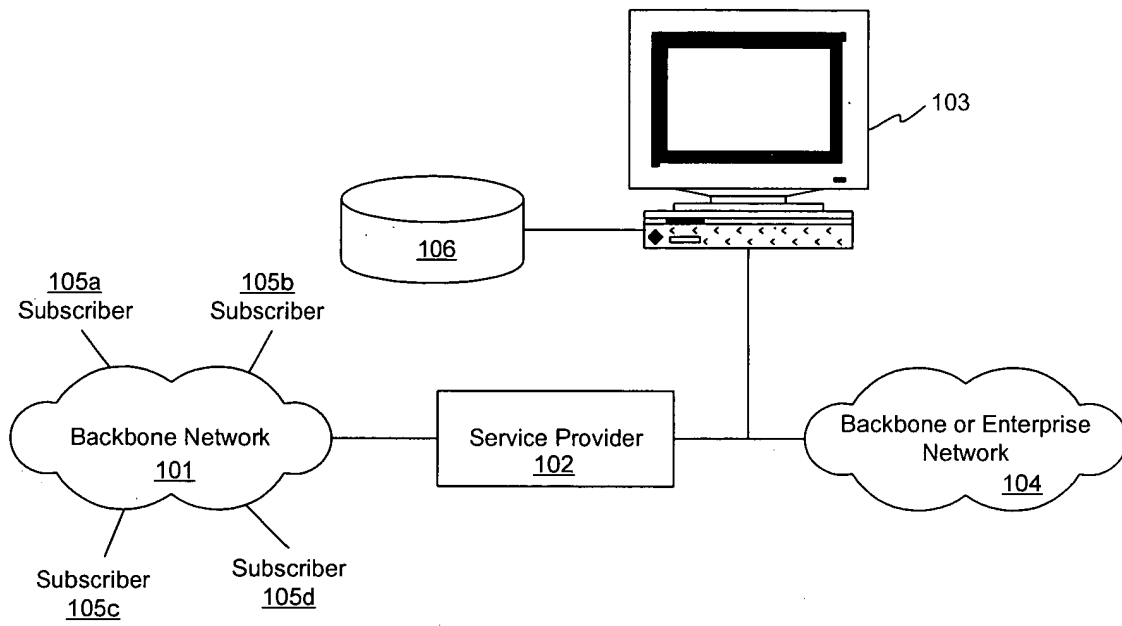 103
106
105a
Subscriber
105b
Subscriber
Backbone Network
101
Service Provider
102
Backbone or Enterprise
Network
104
Subscriber
105c
Subscriber
105d